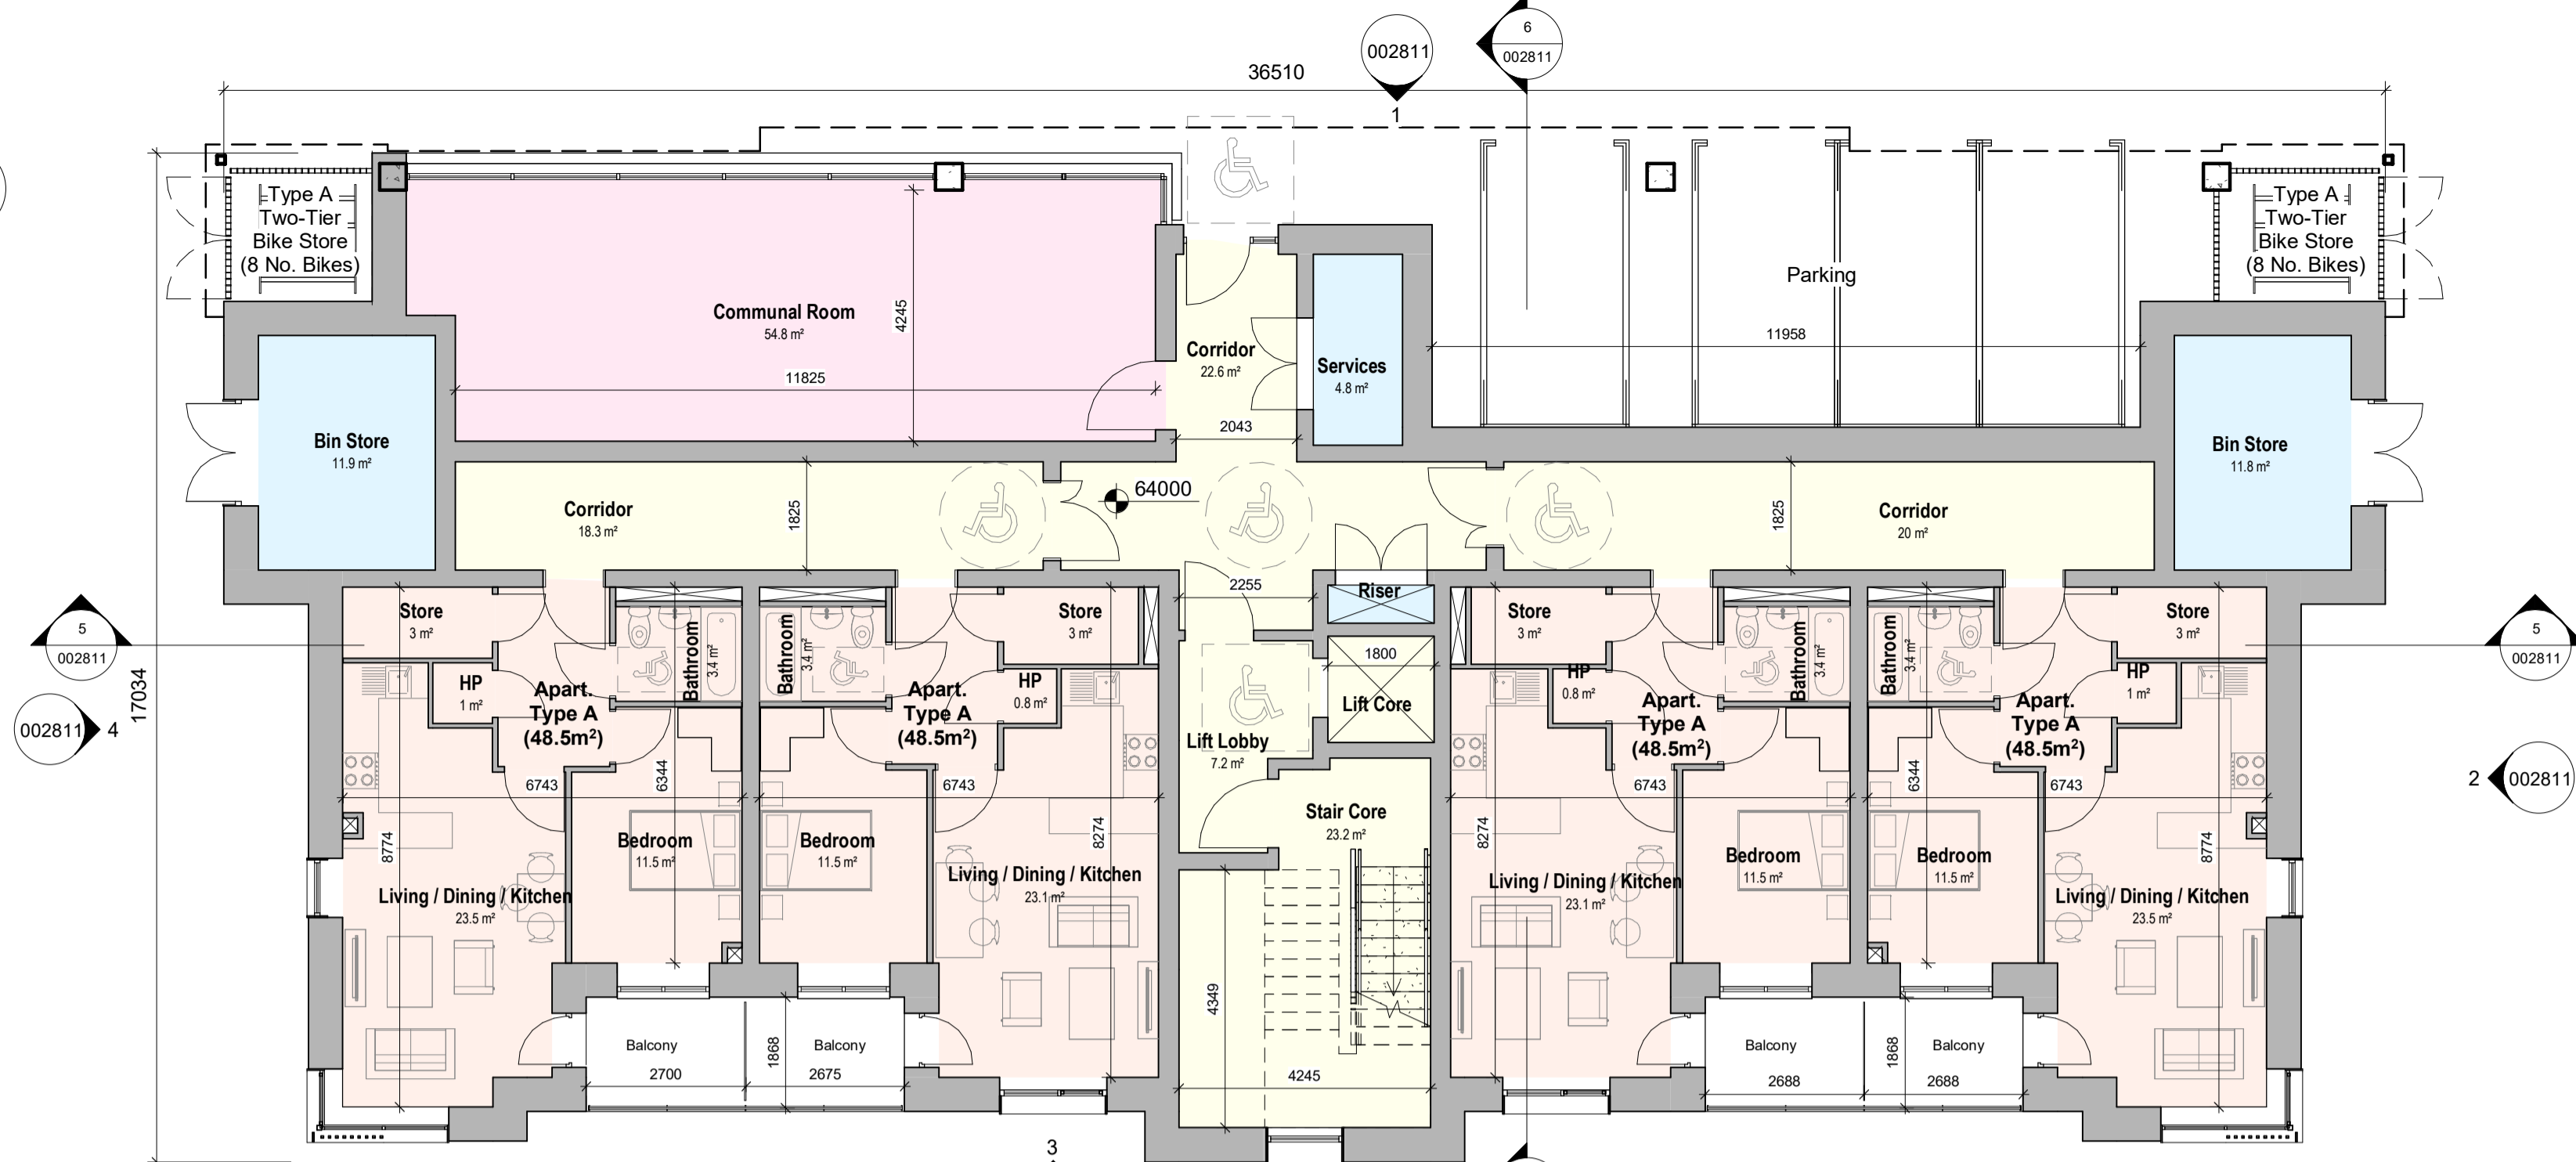 6
002811
002811
1
36510
Type A
Two-Tier
Bike Store
(8 No. Bikes)
Type A
Two-Tier
Bike Store
(8 No. Bikes)
Communal Room
54.8 m²
4245
11825
Corridor
22.6 m²
2043
Services
4.8 m²
Parking
11958
Bin Store
11.9 m²
Bin Store
11.8 m²
Corridor
18.3 m²
1825
64000
1825
Corridor
20 m²
2255
Riser
5
002811
17034
002811
4
5
002811
2
002811
Store
3 m²
HP
1 m²
Apart.
Type A
(48.5m²)
Bathroom
3.4 m²
6743
6344
8774
Bedroom
11.5 m²
Living / Dining / Kitchen
23.5 m²
Bathroom
3.4 m²
Store
3 m²
HP
0.8 m²
Apart.
Type A
(48.5m²)
6743
8274
Bedroom
11.5 m²
Living / Dining / Kitchen
23.1 m²
Balcony
Balcony
1868
2700
2675
1800
Lift Core
Lift Lobby
7.2 m²
Stair Core
23.2 m²
4349
4245
Store
3 m²
HP
0.8 m²
Apart.
Type A
(48.5m²)
Bathroom
3.4 m²
6743
8274
Bedroom
11.5 m²
Living / Dining / Kitchen
23.1 m²
Bathroom
3.4 m²
Store
3 m²
HP
1 m²
Apart.
Type A
(48.5m²)
6344
6743
8774
Bedroom
11.5 m²
Living / Dining / Kitchen
23.5 m²
Balcony
Balcony
1868
2688
2688
3